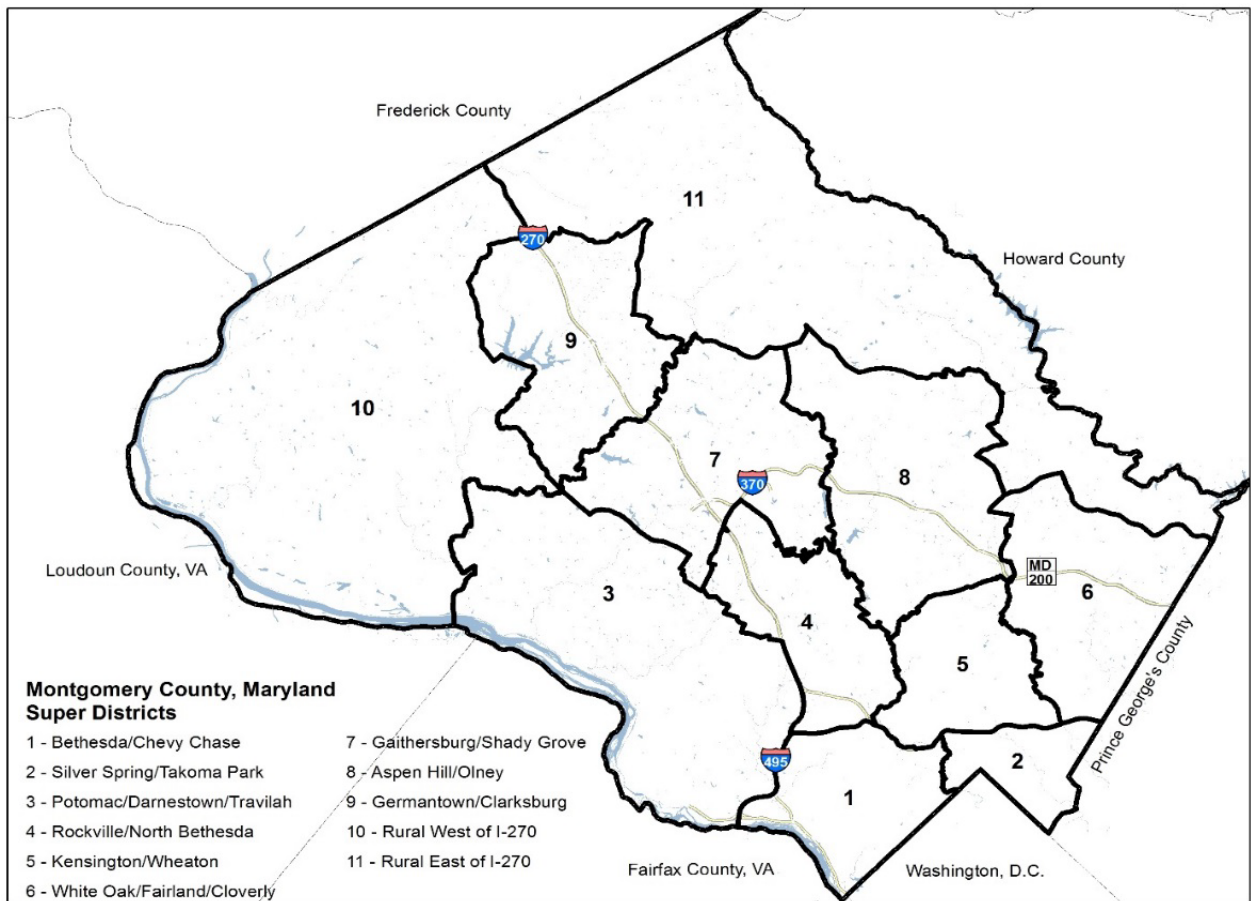 Frederick County
11
270
Howard County
9
10
7
370
8
Loudoun County, VA
MD
200
3
6
4
5
Prince George's County
Montgomery County, Maryland
Super Districts
1 - Bethesda/Chevy Chase
2 - Silver Spring/Takoma Park
3 - Potomac/Darnestown/Travilah
4 - Rockville/North Bethesda
5 - Kensington/Wheaton
6 - White Oak/Fairland/Cloverly
7 - Gaithersburg/Shady Grove
8 - Aspen Hill/Olney
9 - Germantown/Clarksburg
10 - Rural West of I-270
11 - Rural East of I-270
495
2
1
Fairfax County, VA
Washington, D.C.